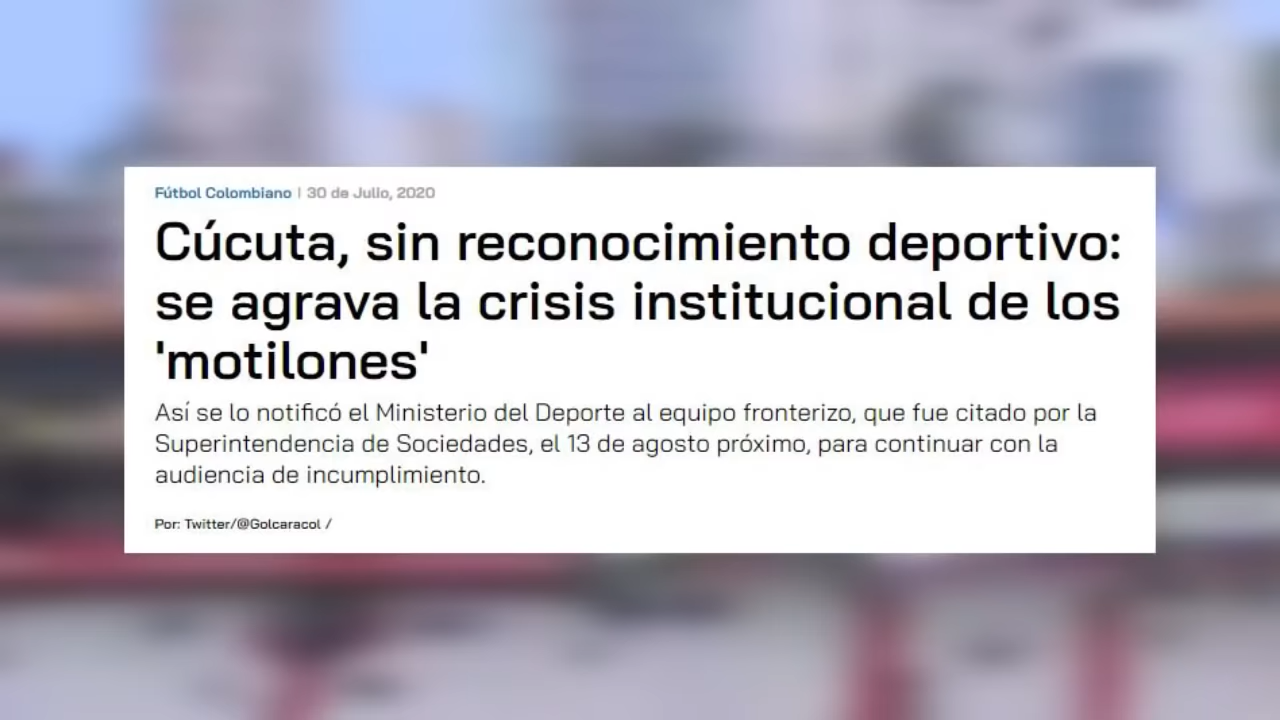 Fútbol Colombiano | 30 de Julio, 2020
Cúcuta, sin reconocimiento deportivo:
se agrava la crisis institucional de los
'motilones'
Así se lo notificó el Ministerio del Deporte al equipo fronterizo, que fue citado por la
Superintendencia de Sociedades, el 13 de agosto próximo, para continuar con la
audiencia de incumplimiento.
Por: Twitter/@Golcaracol /